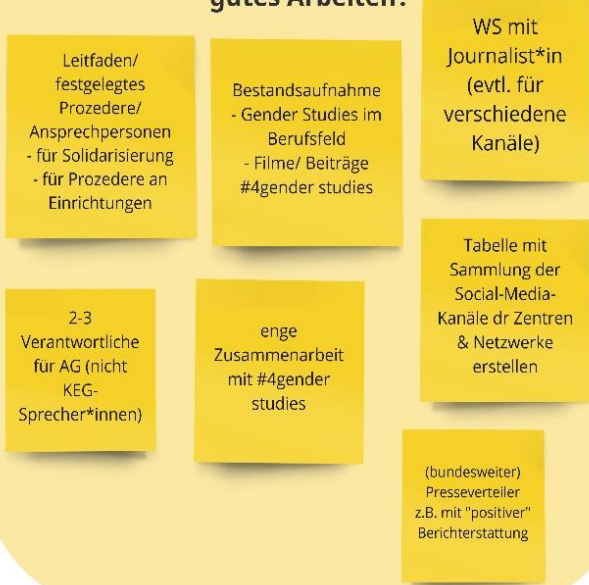 gutes Arbeiten?
Leitfaden/
festgelegtes
Prozedere/
Ansprechpersonen
- für Solidarisierung
- für Prozedere an
Einrichtungen
Bestandsaufnahme
- Gender Studies im
Berufsfeld
- Filme/ Beiträge
#4gender studies
WS mit
Journalist*in
(evtl. für
verschiedene
Kanäle)
2-3
Verantwortliche
für AG (nicht
KEG-
Sprecher*innen)
enge
Zusammenarbeit
mit #4gender
studies
Tabelle mit
Sammlung der
Social-Media-
Kanäle dr Zentren
& Netzwerke
erstellen
(bundesweiter)
Presseverteiler
z.B. mit "positiver"
Berichterstattung